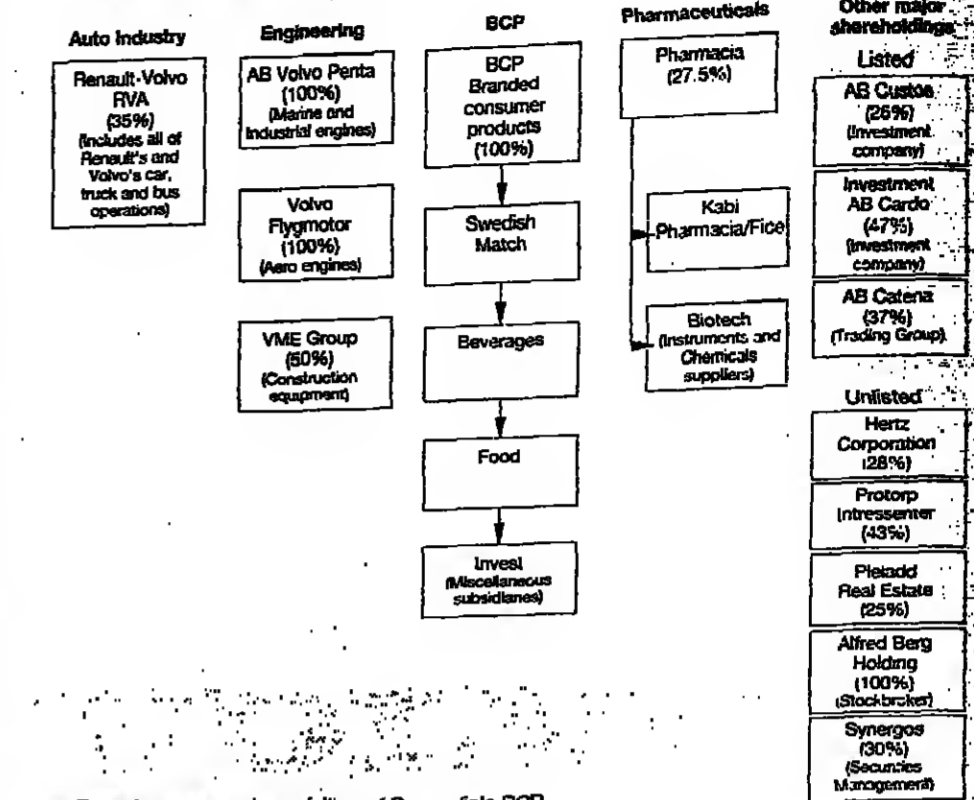 Auto Industry
Renault-Volvo
RVA
(35%)
(Includes all of
Renault's and
Volvo's car,
truck and bus
operations)
Engineering
AB Volvo Penta
(100%)
(Marine and
Industrial engines)
Volvo
Flygmotor
(100%)
(Aero engines)
VME Group
(50%)
(Construction
equipment)
BCP
BCP
Branded
consumer
products
(100%)
Swedish
Match
Beverages
Food
Invest
(Miscellaneous
subsidiaries)
Pharmaceuticals
Pharmacia
(27.5%)
Kabi
Pharmacia/Fice
Biotech
(Instruments and
Chemicals
suppliers)
Other major
shareholdings
Listed
AB Custos
(26%)
(Investment
company)
Investment
AB Cardo
(47%)
(Investment
company)
AB Catena
(37%)
(Trading Group)
Unlisted
Hertz
Corporation
(28%)
Protorp
Intressenter
(43%)
Pleiadd
Real Estate
(25%)
Alfred Berg
Holding
(100%)
(Stockbroker)
Synergos
(30%)
(Securities
Management)